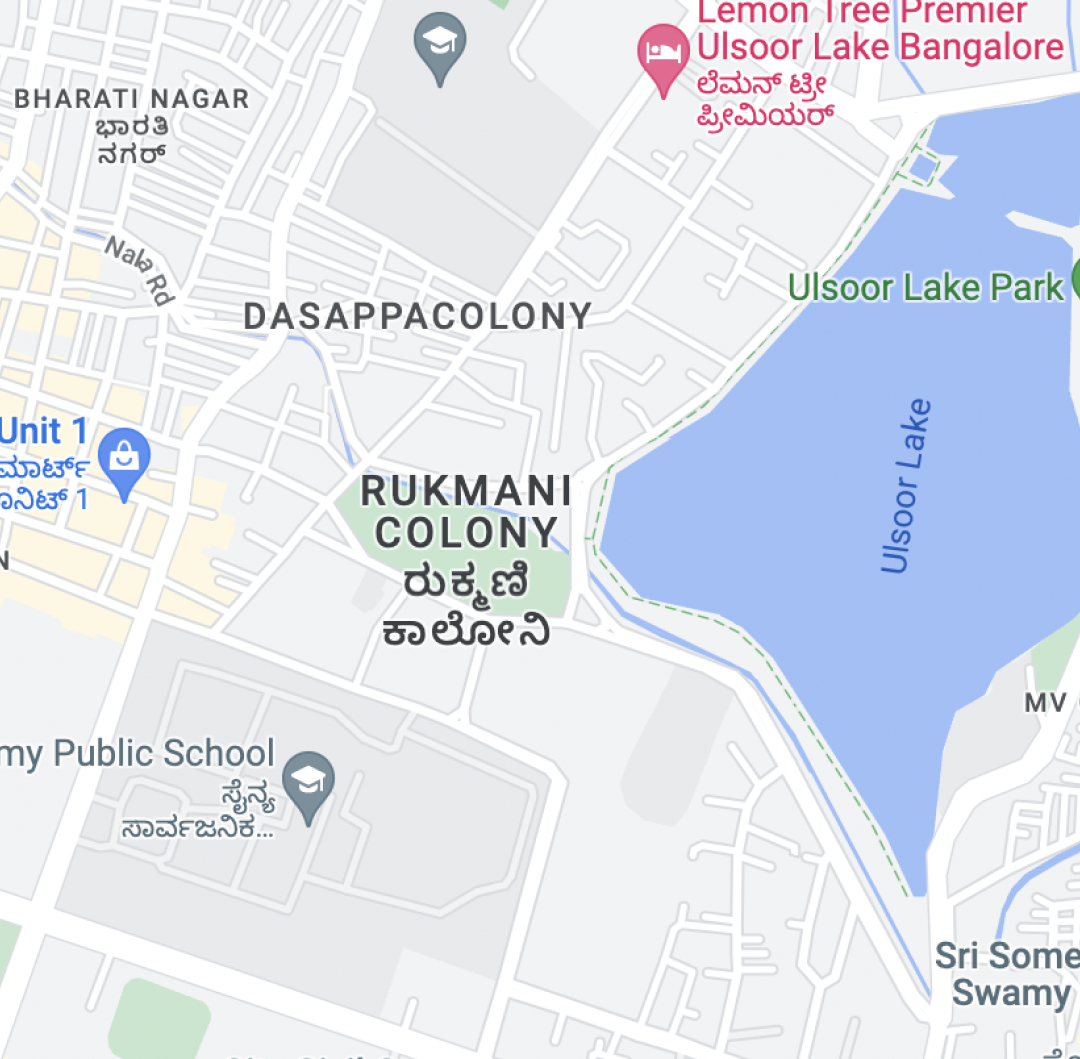 Lemon Tree Premier
Ulsoor Lake Bangalore
ಲೆಮನ್ ಟ್ರೀ
ಪ್ರೀಮಿಯರ್
BHARATI NAGAR
ಭಾರತಿ
ನಗರ್
Nala Rd
Ulsoor Lake Park
DASAPPACOLONY
Unit 1
ಮಾರ್ಟ್
ಯೂನಿಟ್ 1
Ulsoor Lake
RUKMANI
COLONY
ರುಕ್ಮಣಿ
ಕಾಲೋನಿ
N
MV
my Public School
ಸೈನ್ಯ
ಸಾರ್ವಜನಿಕ...
Sri Some
Swamy